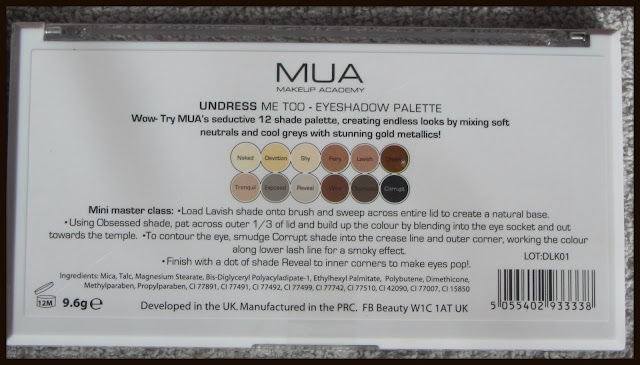 MUA
MAKEUP ACADEMY
UNDRESS ME TOO - EYESHADOW PALETTE
Wow- Try MUA's seductive 12 shade palette, creating endless looks by mixing soft
neutrals and cool greys with stunning gold metallics!
Naked Devotion Shy Fiery Lavish
Tranquil Exposed Reveal Wink Obsessed Corrupt
Mini master class: •Load Lavish shade onto brush and sweep across entire lid to create a natural base.
•Using Obsessed shade, pat across outer 1/3 of lid and build up the colour by blending into the eye socket and out
towards the temple. •To contour the eye, smudge Corrupt shade into the crease line and outer corner, working the colour
along lower lash line for a smoky effect.
•Finish with a dot of shade Reveal to inner corners to make eyes pop!.
LOT:DLK01
Ingredients: Mica, Talc, Magnesium Stearate, Bis-Diglyceryl Polyacyladipate-1, Ethylhexyl Palmitate, Polybutene, Dimethicone,
Methylparaben, Propylparaben, CI 77891, CI 77491, CI 77492, CI 77499, CI 77742, CI 77510, CI 42090, CI 77007, CI 15850
12M 9.6g e Developed in the UK. Manufactured in the PRC. FB Beauty W1C 1AT UK
5 055402 933338